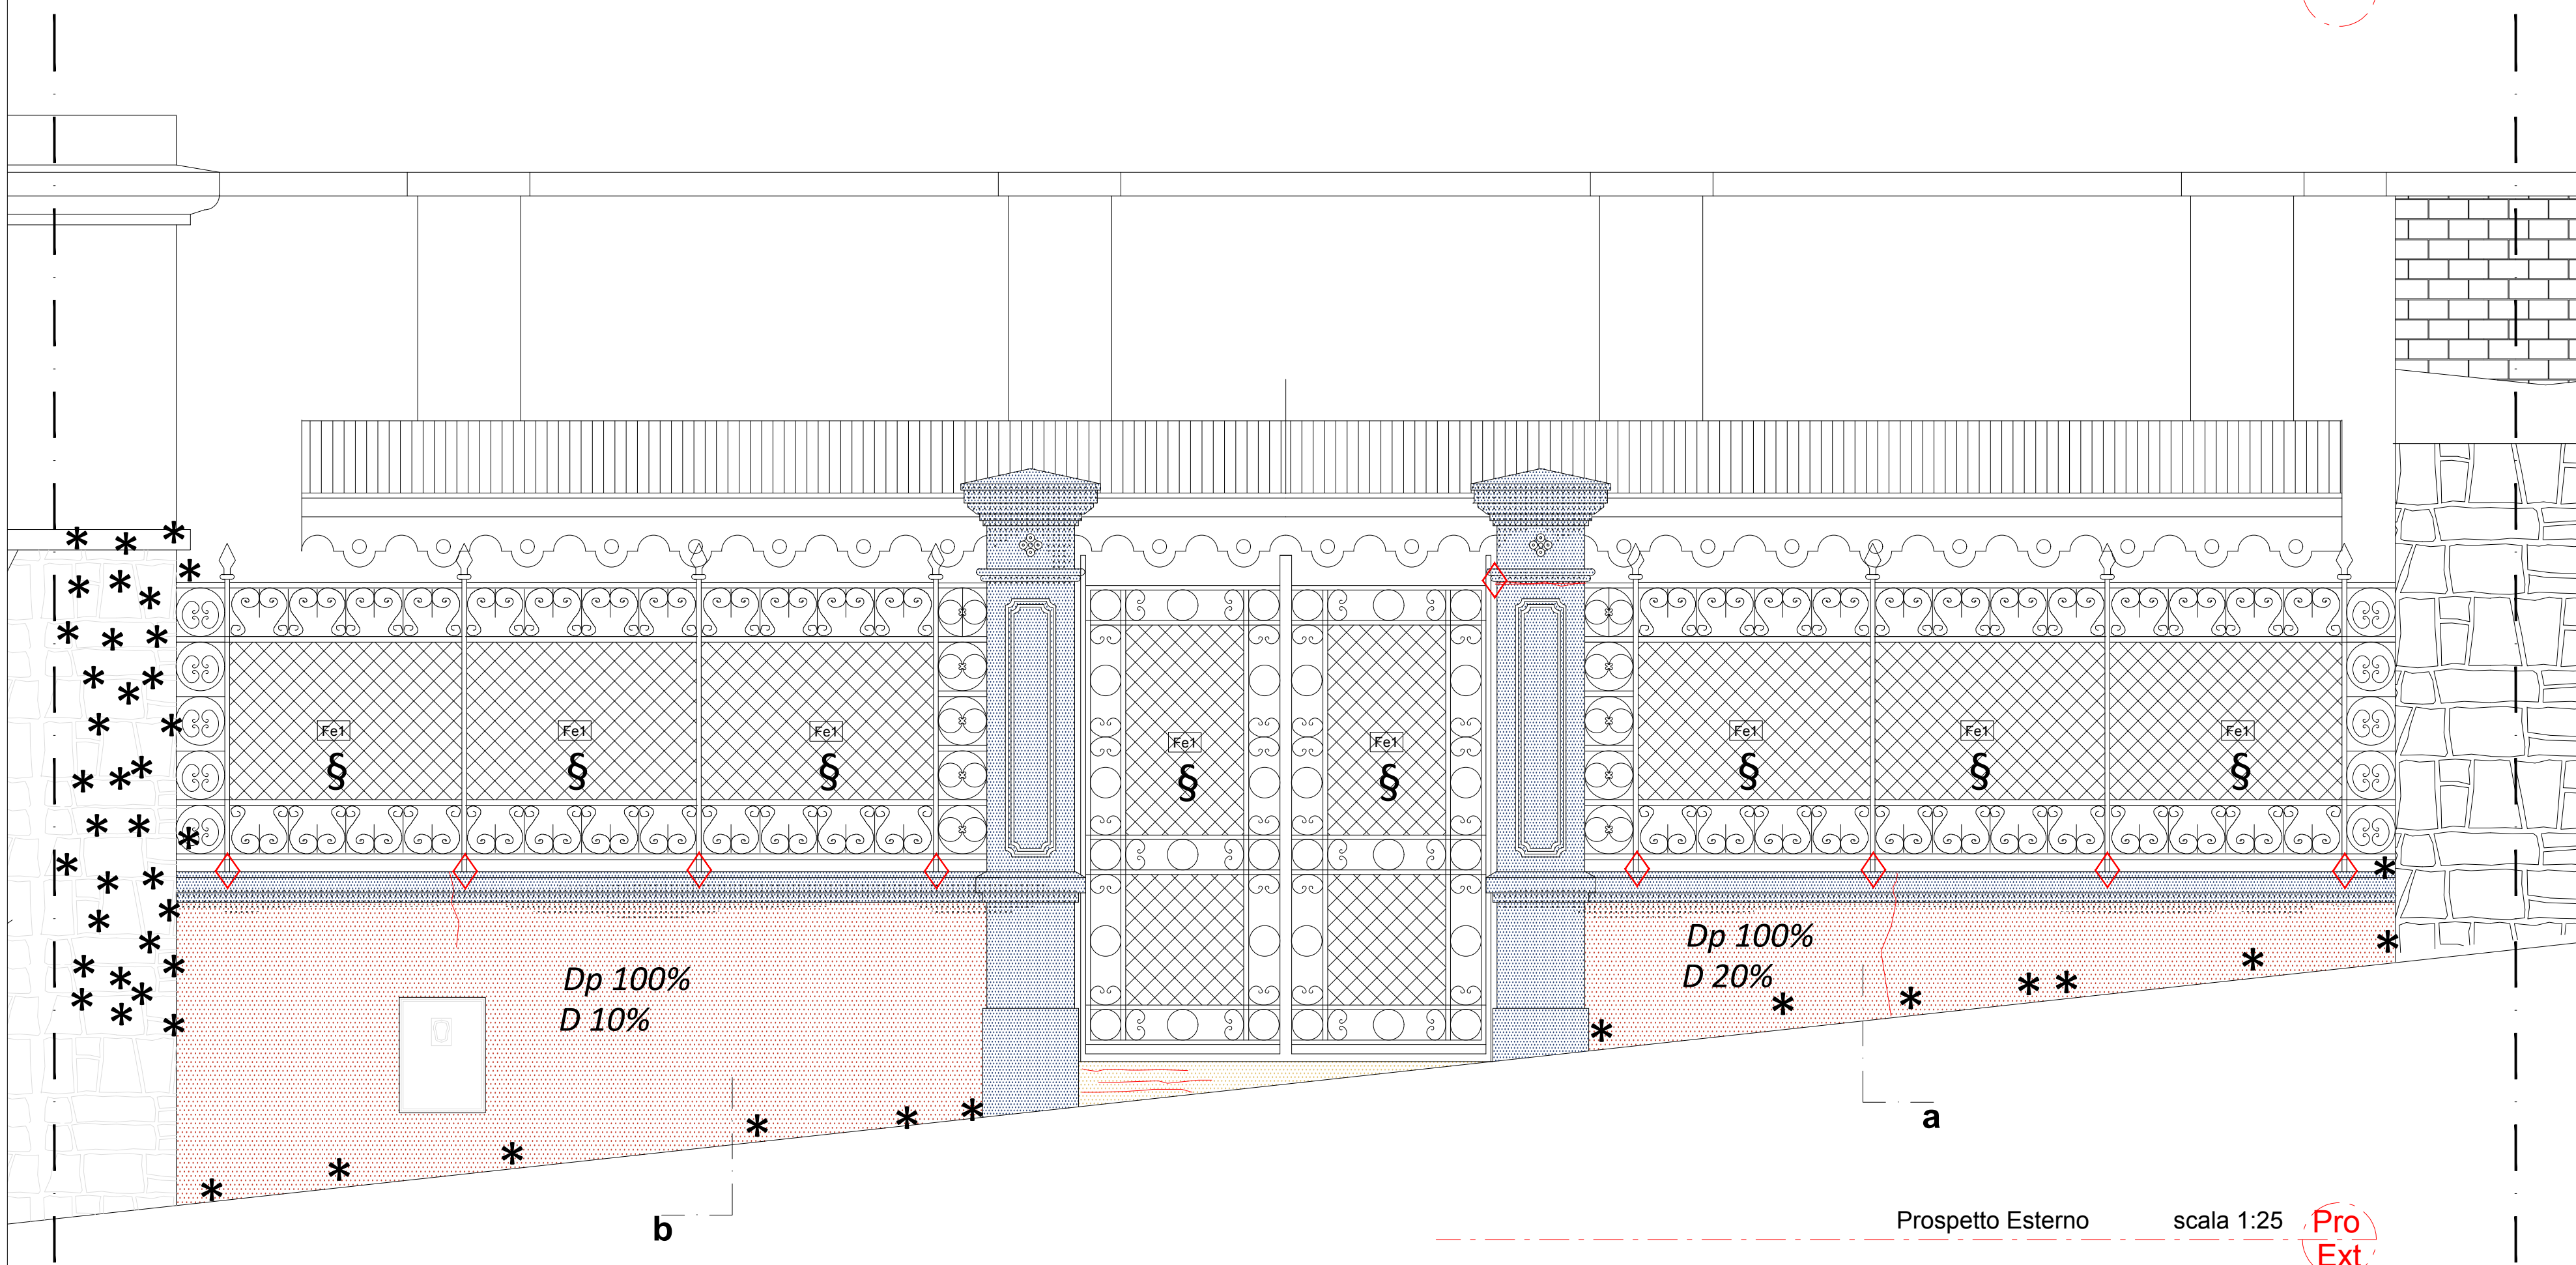 Fe1
§
Fe1
§
Fe1
§
Fe1
§
Fe1
§
Fe1
§
Fe1
§
Fe1
§
Dp 100%
D 10%
Dp 100%
D 20%
a
b
Prospetto Esterno scala 1:25
Pro
Ext